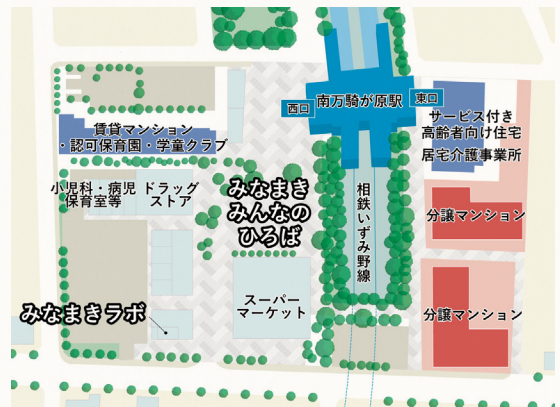 南万騎が原駅
西口
東口
サービス付き
高齢者向け住宅
居宅介護事業所
賃貸マンション
・認可保育園・学童クラブ
小児科・病児
保育室等
ドラッグ
ストア
みなまき
みんなの
ひろば
相鉄いずみ野線
分譲マンション
スーパー
マーケット
みなまきラボ
分譲マンション